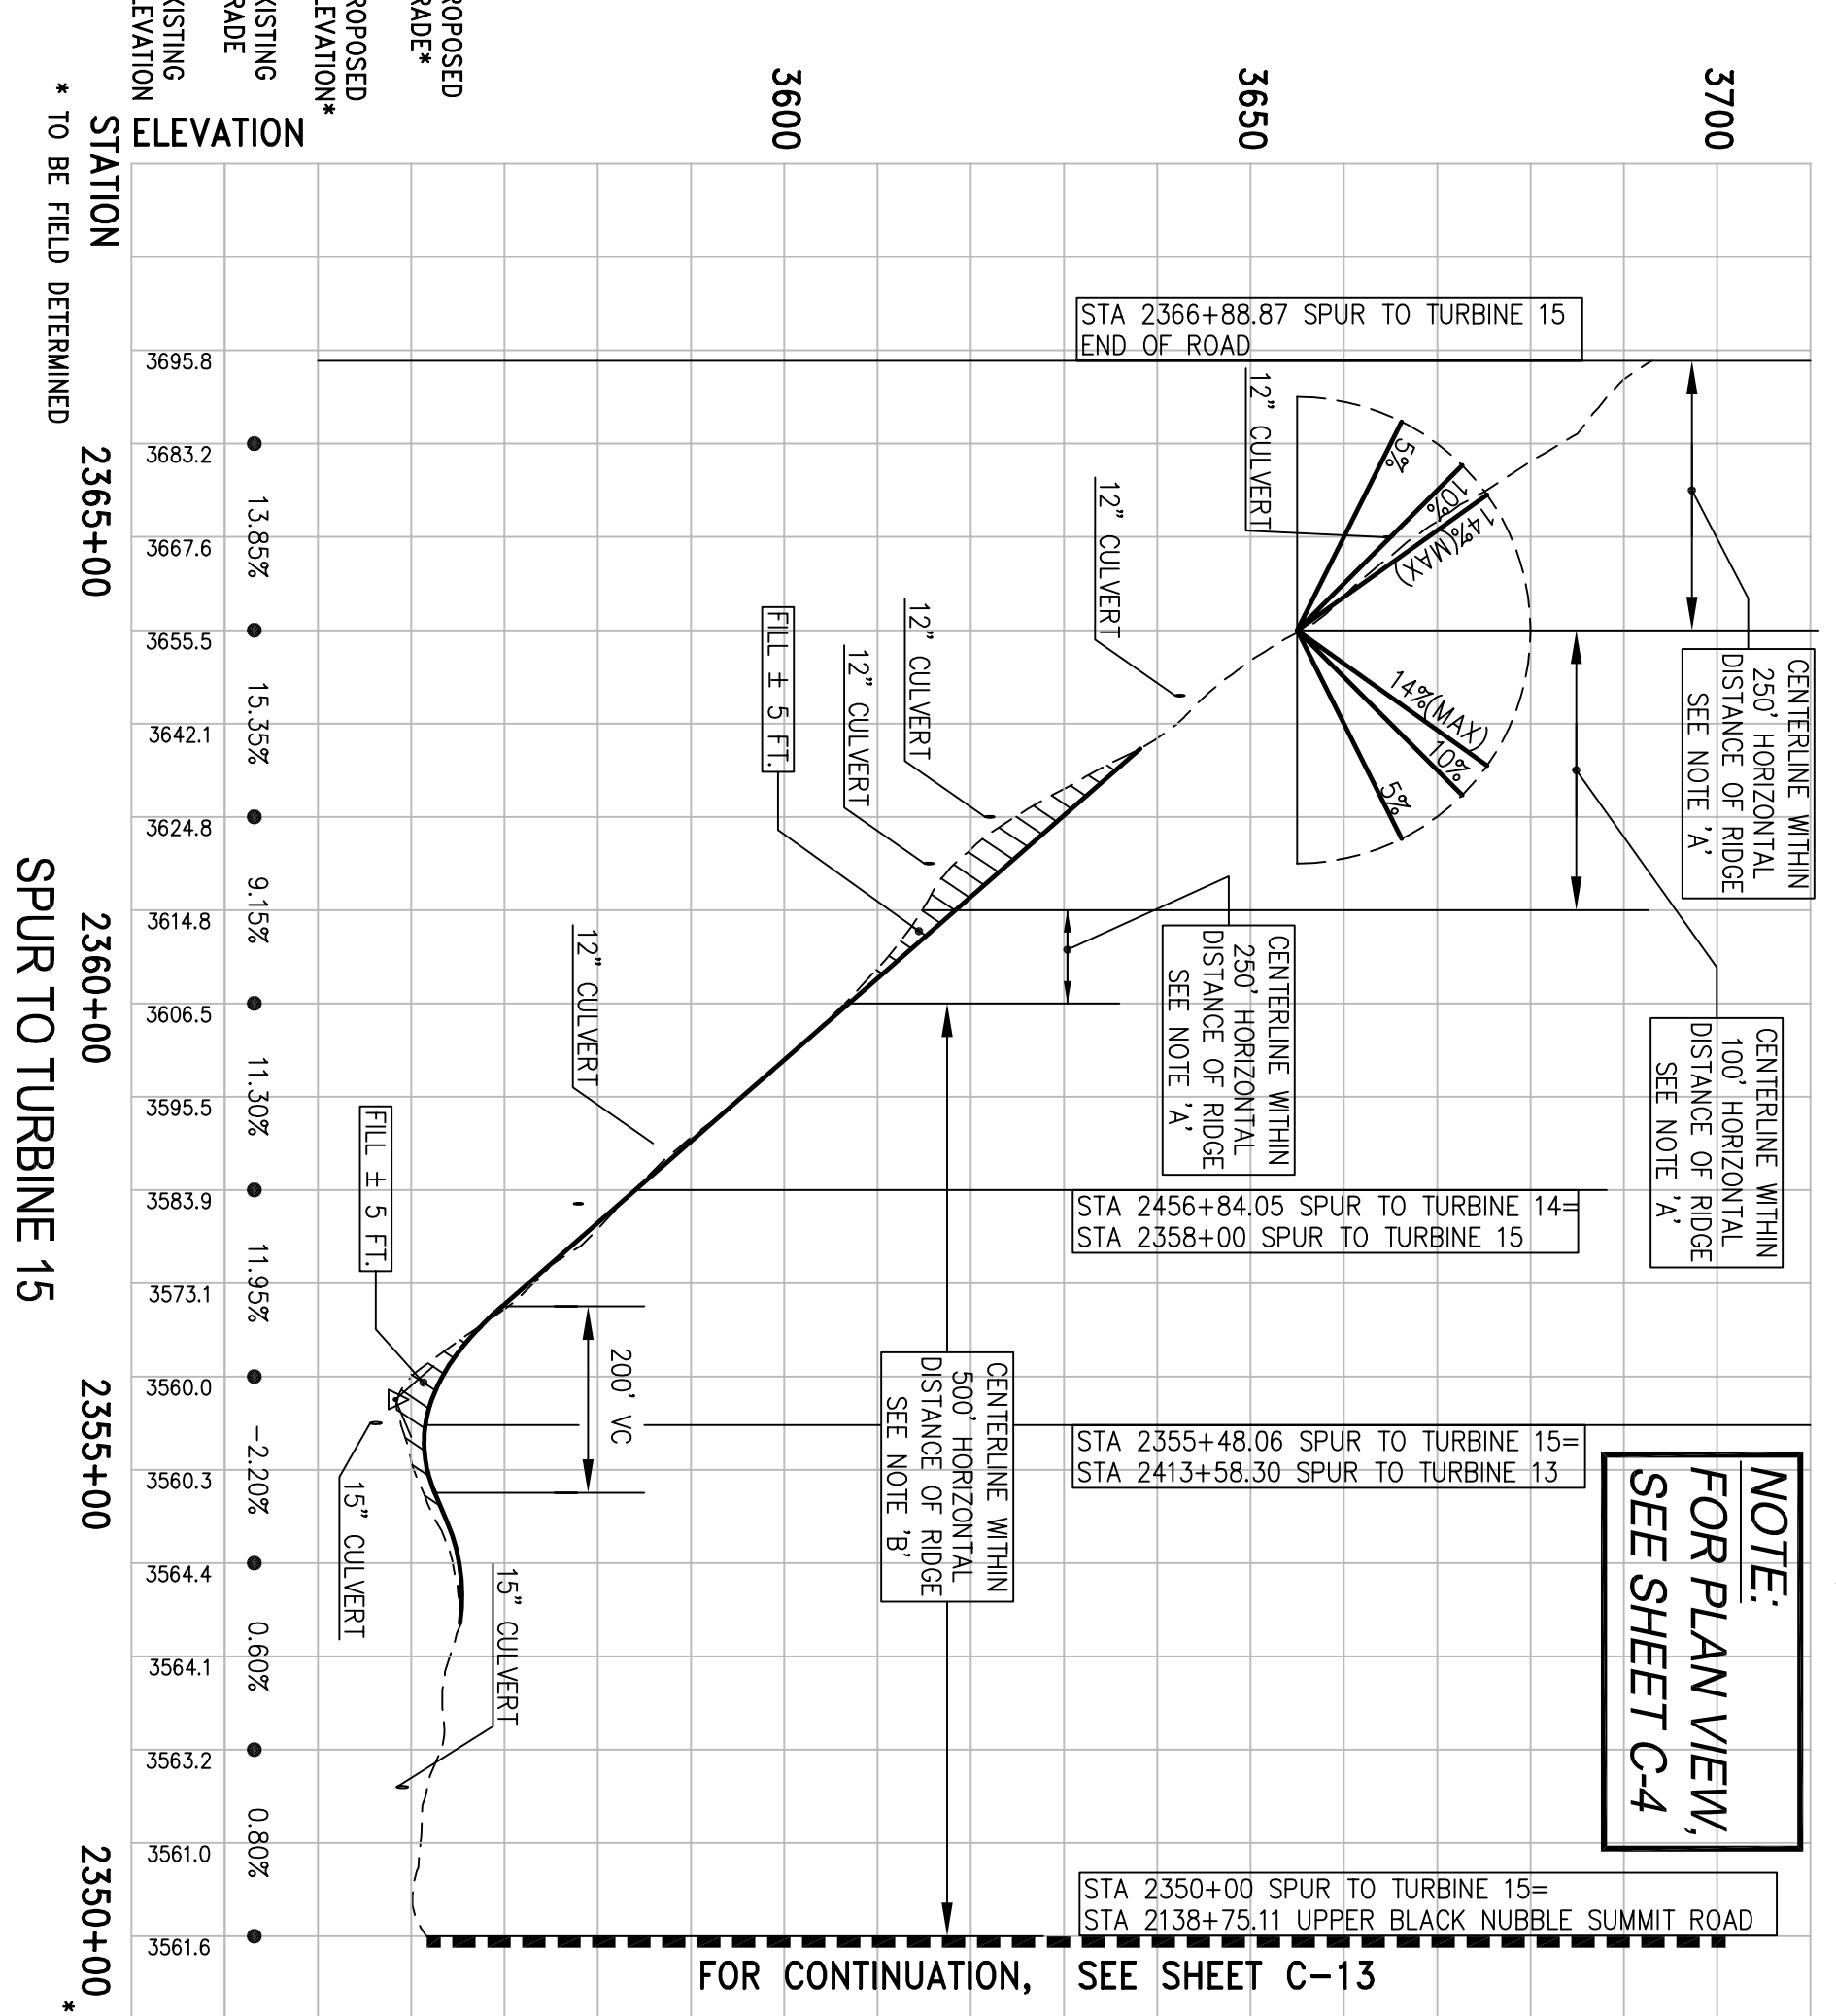 3700
3650
3600
ROPOSED
RADE*
ROPOSED
LEVATION*
XISTING
RADE
XISTING
LEVATION
ELEVATION
STATION
* TO BE FIELD DETERMINED
STA 2366+88.87 SPUR TO TURBINE 15
END OF ROAD
12" CULVERT
5%
10%
14%(MAX)
14%(MAX)
10%
5%
CENTERLINE WITHIN
250' HORIZONTAL
DISTANCE OF RIDGE
SEE NOTE 'A'
CENTERLINE WITHIN
100' HORIZONTAL
DISTANCE OF RIDGE
SEE NOTE 'A'
CENTERLINE WITHIN
250' HORIZONTAL
DISTANCE OF RIDGE
SEE NOTE 'A'
12" CULVERT
12" CULVERT
12" CULVERT
FILL ± 5 FT.
12" CULVERT
FILL ± 5 FT.
STA 2456+84.05 SPUR TO TURBINE 14=
STA 2358+00 SPUR TO TURBINE 15
200' VC
CENTERLINE WITHIN
500' HORIZONTAL
DISTANCE OF RIDGE
SEE NOTE 'B'
STA 2355+48.06 SPUR TO TURBINE 15=
STA 2413+58.30 SPUR TO TURBINE 13
15" CULVERT
15" CULVERT
NOTE:
FOR PLAN VIEW,
SEE SHEET C-4
STA 2350+00 SPUR TO TURBINE 15=
STA 2138+75.11 UPPER BLACK NUBBLE SUMMIT ROAD
FOR CONTINUATION, SEE SHEET C-13
13.85%
15.35%
9.15%
11.30%
11.95%
-2.20%
0.60%
0.80%
3695.8
3683.2
3667.6
3655.5
3642.1
3624.8
3614.8
3606.5
3595.5
3583.9
3573.1
3560.0
3560.3
3564.4
3564.1
3563.2
3561.0
3561.6
2365+00
2360+00
2355+00
2350+00
*
SPUR TO TURBINE 15